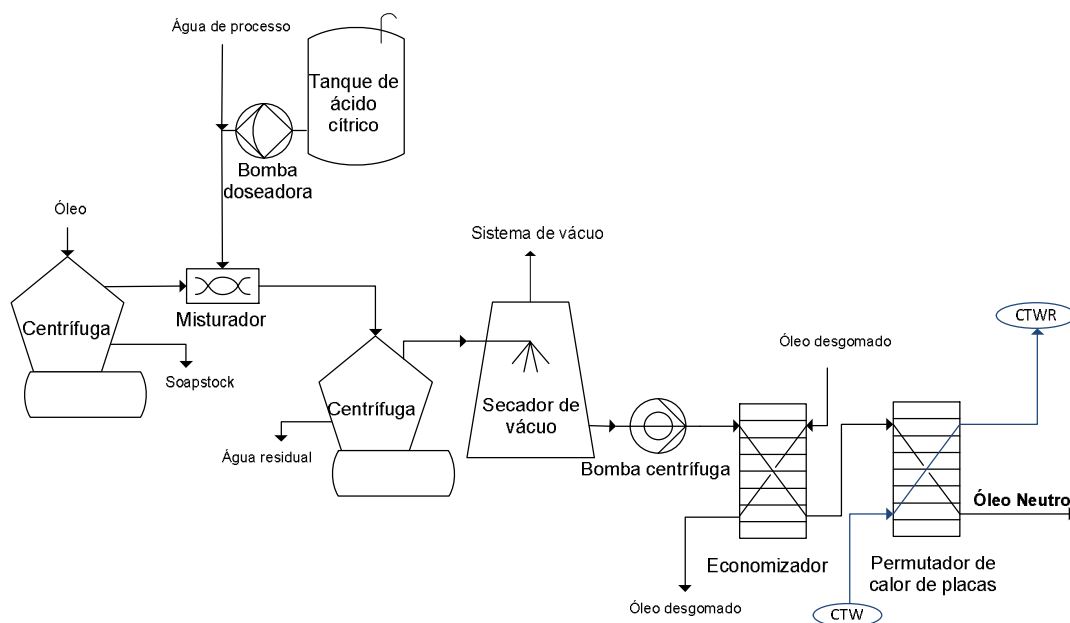 Água de processo
Tanque de
ácido
cítrico
Bomba
doseadora
Óleo
Centrífuga
Misturador
Soapstock
Sistema de vácuo
Centrífuga
Água residual
Secador de
vácuo
Bomba centrífuga
Óleo desgomado
CTWR
Óleo Neutro
Economizador
Permutador de
calor de placas
Óleo desgomado
CTW